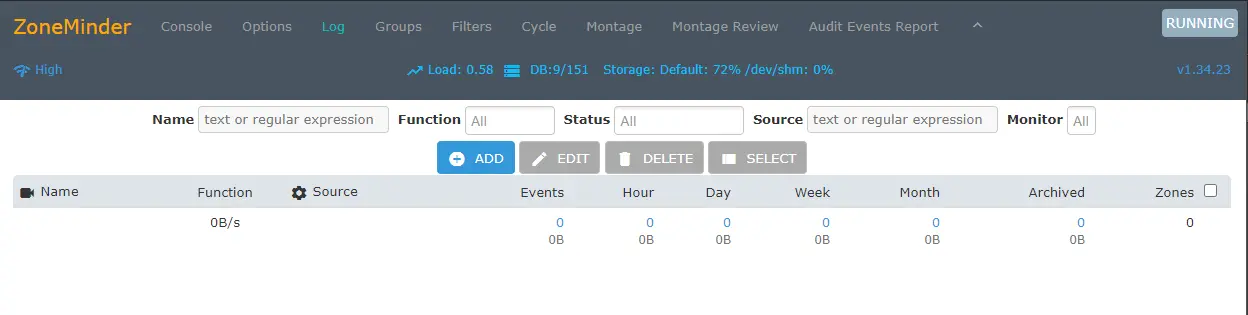 ZoneMinder Console Options Log Groups Filters Cycle Montage Montage Review Audit Events Report RUNNING
High Load: 0.58 DB:9/151 Storage: Default: 72% /dev/shm: 0% v1.34.23
Name text or regular expression Function All Status All Source text or regular expression Monitor All
ADD EDIT DELETE SELECT
Name Function Source Events Hour Day Week Month Archived Zones
0B/s 0 0 0 0 0 0 0
0B 0B 0B 0B 0B 0B